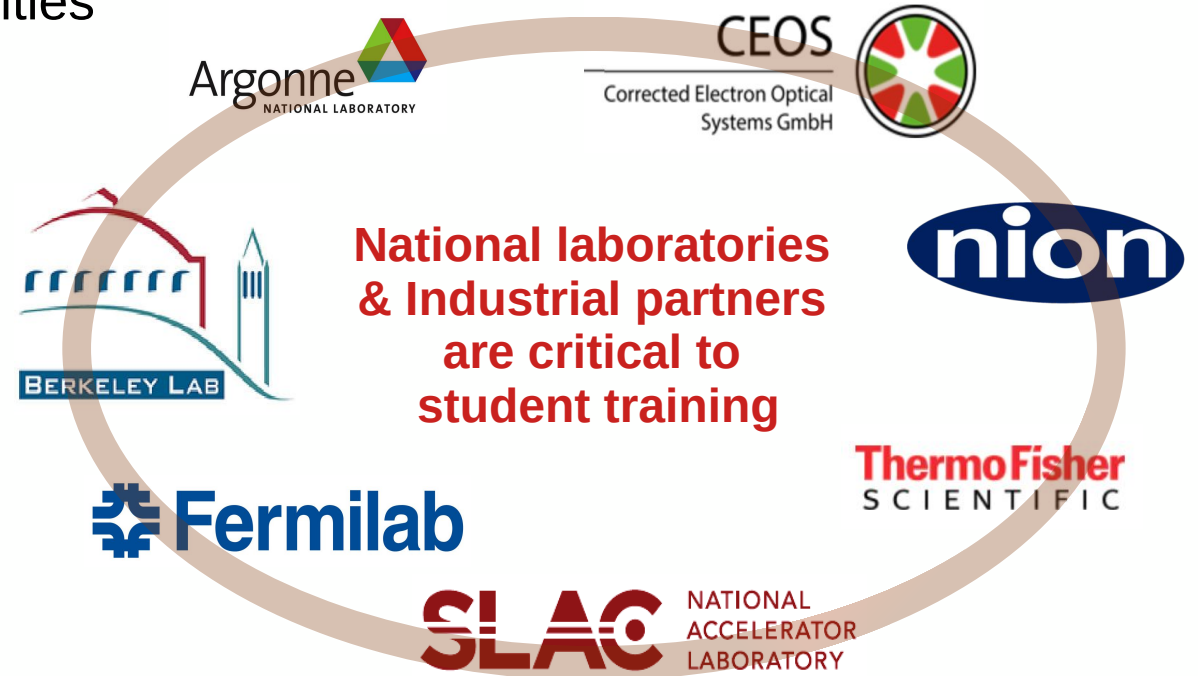 ities
Argonne
NATIONAL LABORATORY
CEOS
Corrected Electron Optical
Systems GmbH
nion
National laboratories
& Industrial partners
are critical to
student training
BERKELEY LAB
ThermoFisher
SCIENTIFIC
Fermilab
SLAC
NATIONAL
ACCELERATOR
LABORATORY